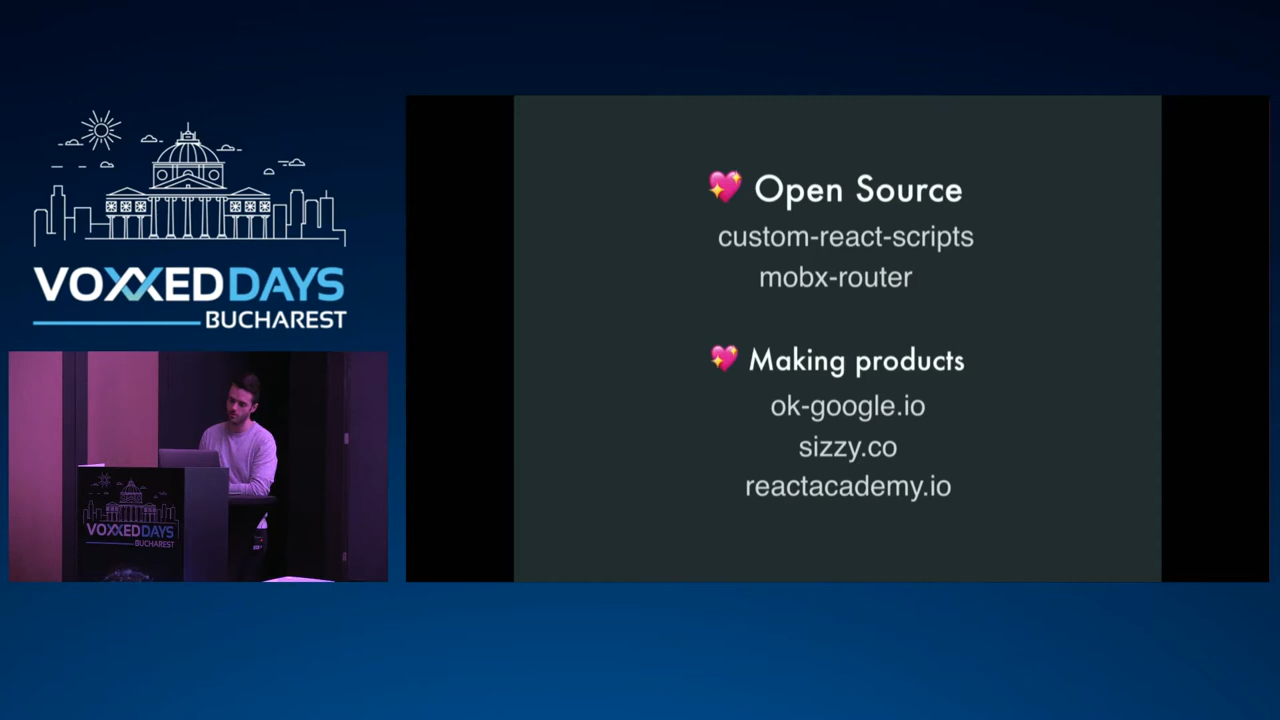 VOXXEDDAYS
BUCHAREST
VOXXEDDAYS
BUCHAREST
💖 Open Source
custom-react-scripts
mobx-router
💖 Making products
ok-google.io
sizzy.co
reactacademy.io